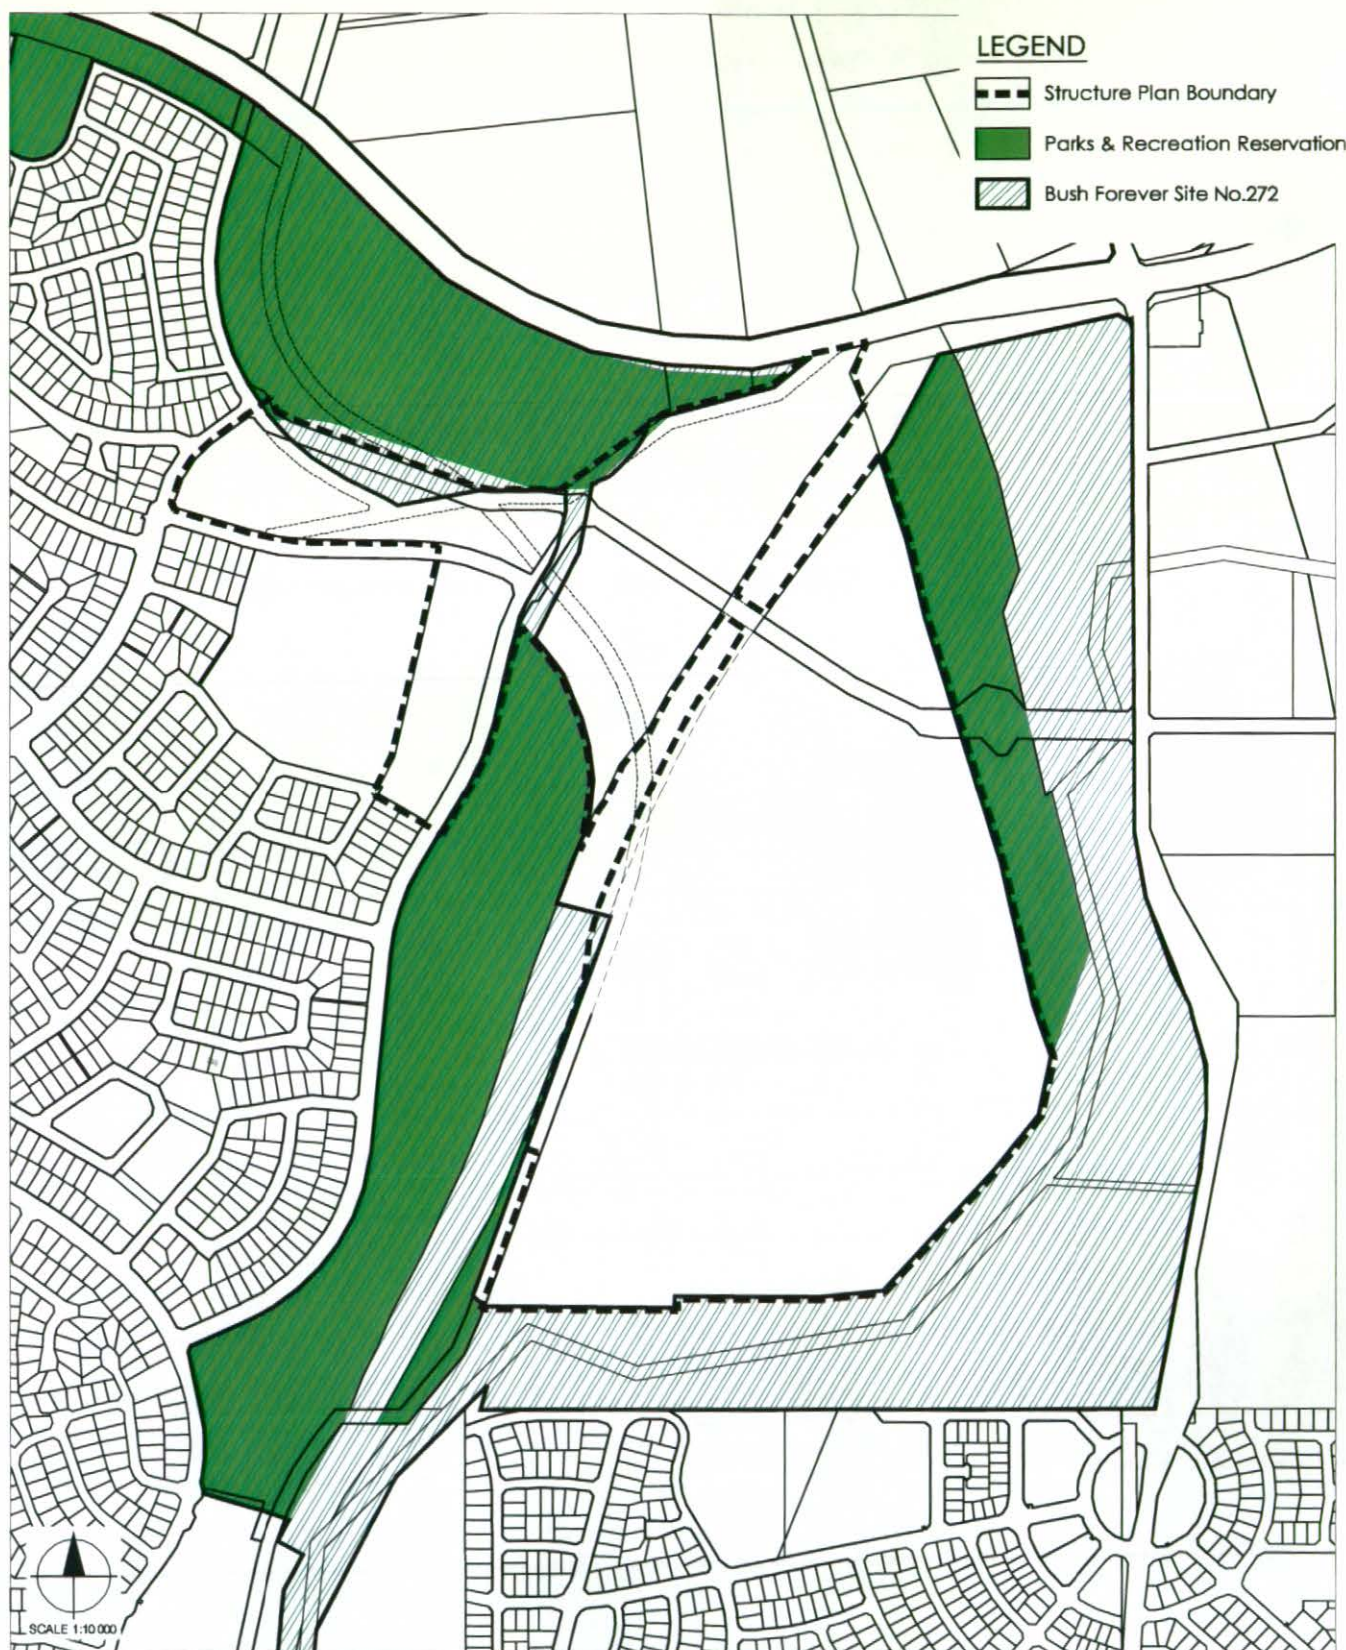 LEGEND
Structure Plan Boundary
Parks & Recreation Reservation
Bush Forever Site No.272
SCALE 1:10 000